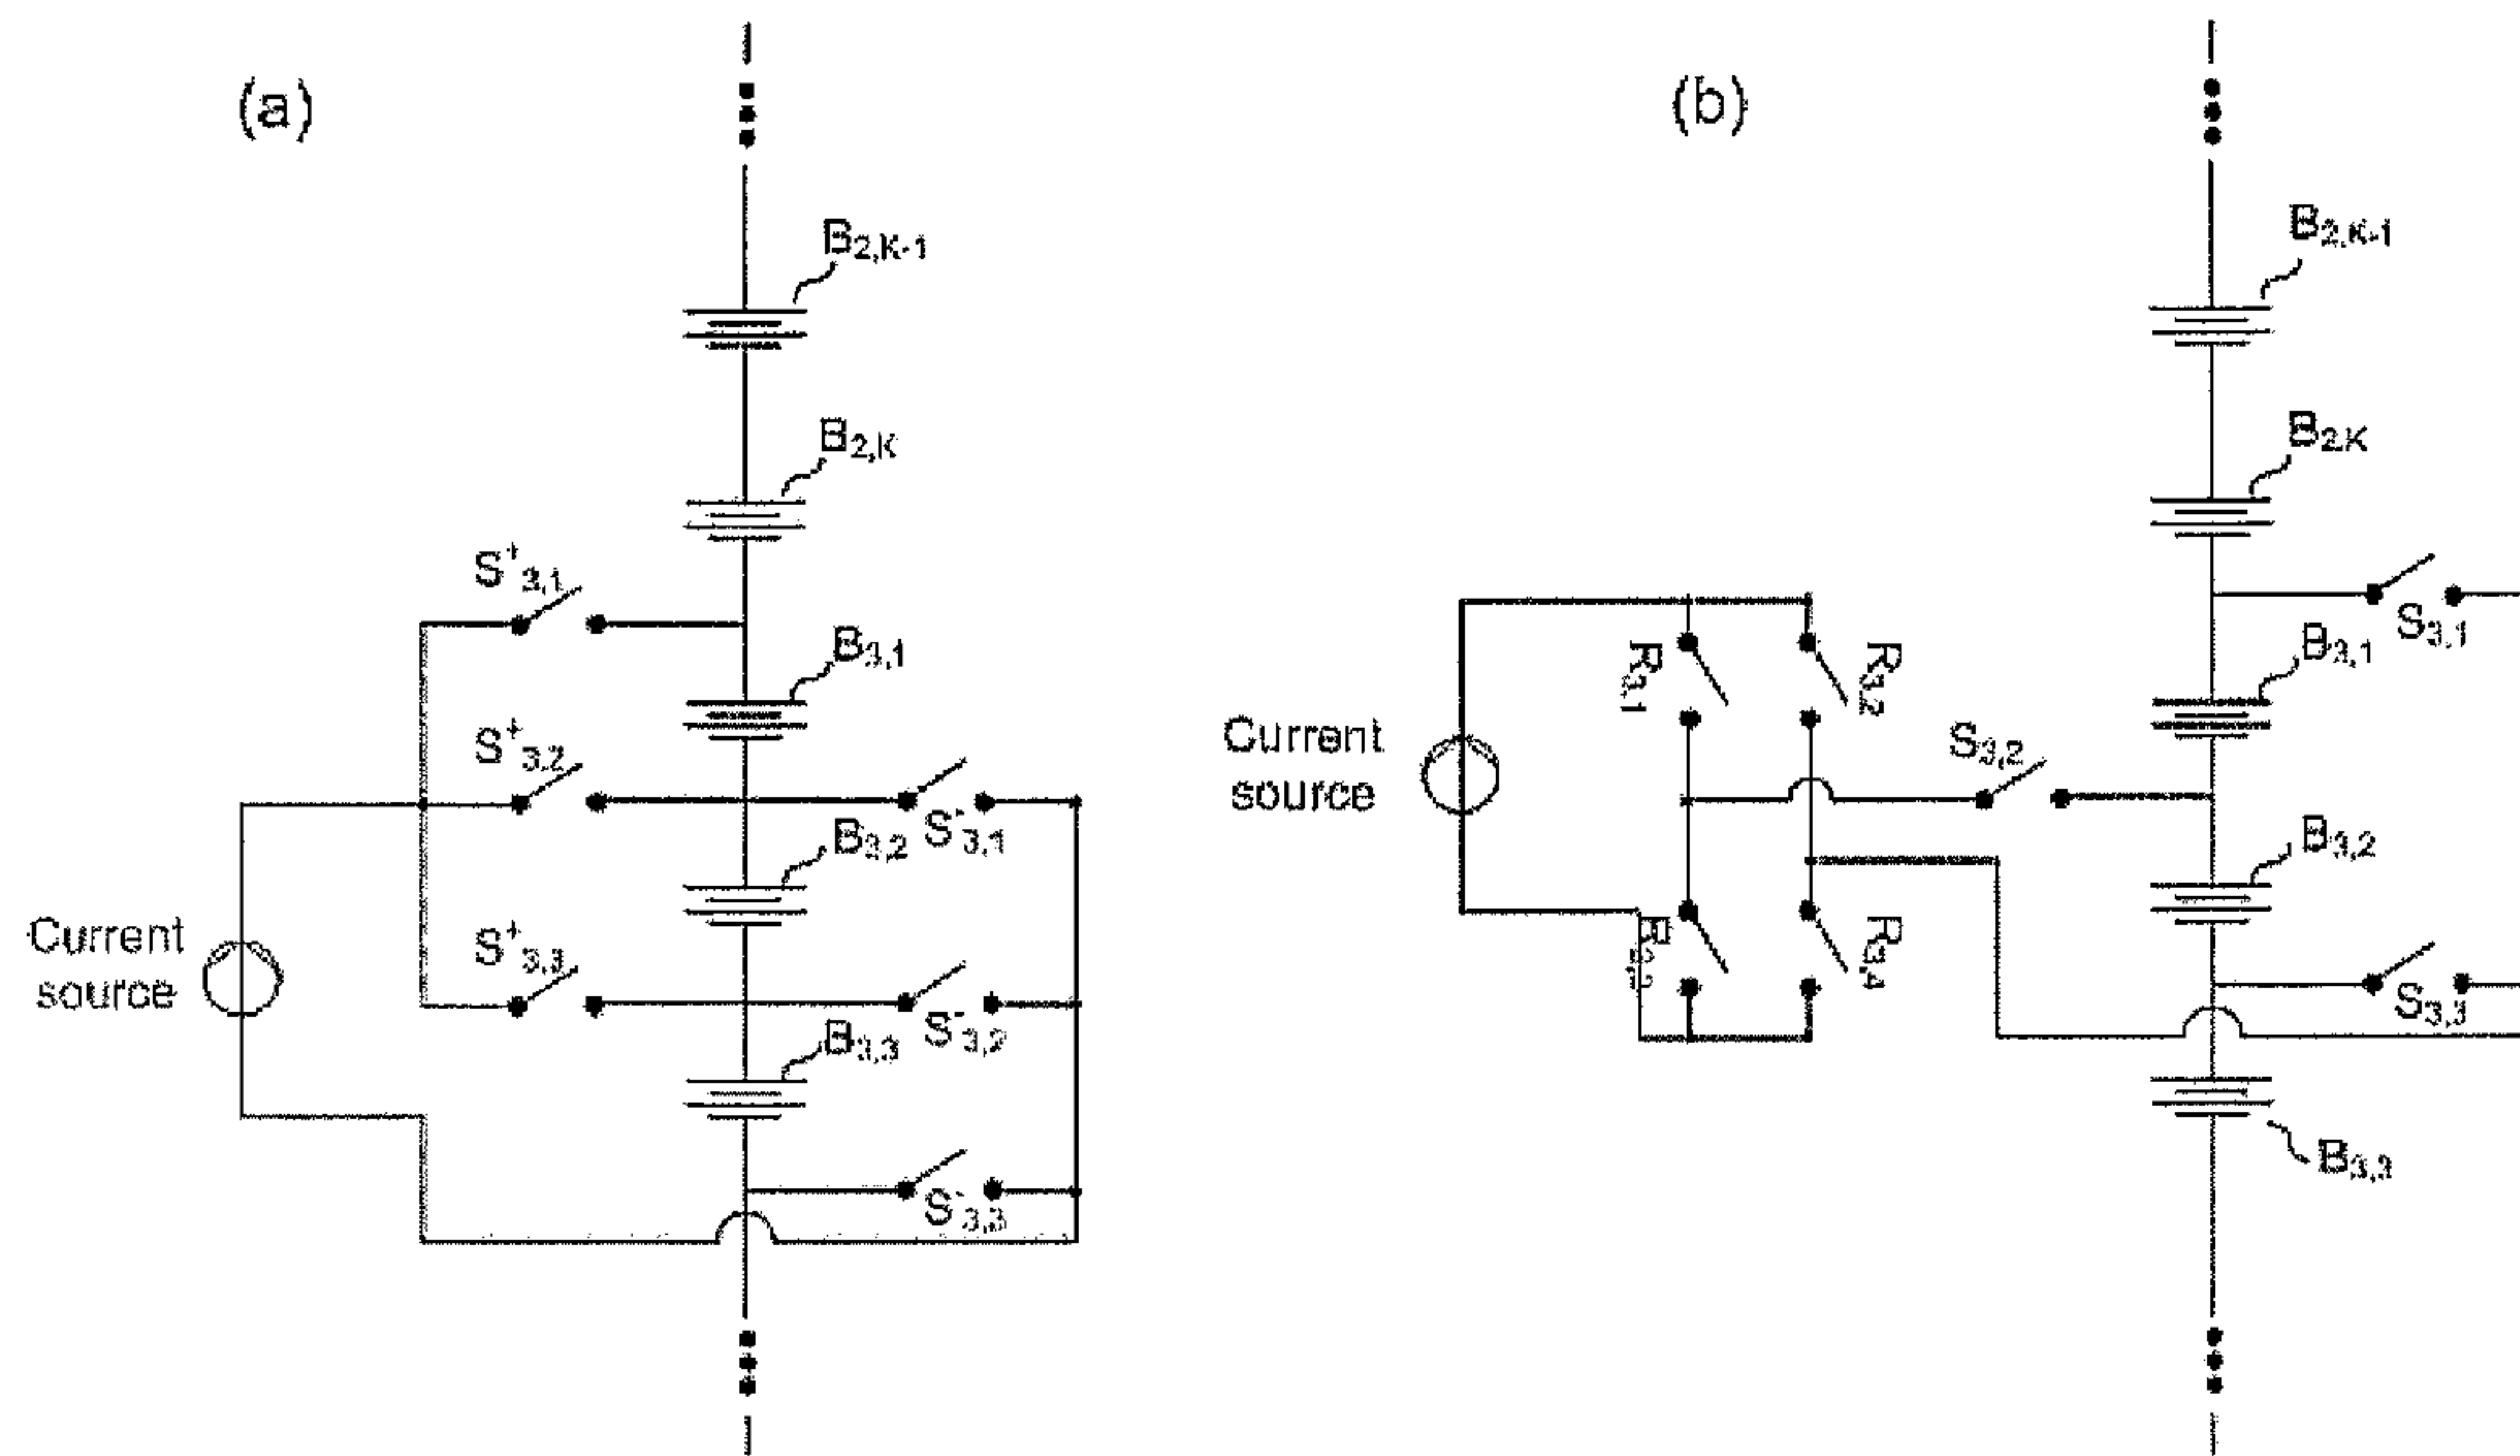 (a)
B2,K-1
B2,K
S+3,1
B3,1
S+3,2
B3,2
S-3,1
Current
source
S+3,3
B3,3
S-3,2
S-3,3
(b)
B2,K-1
B2,K
S3,1
B3,1
R3,1
R3,2
Current
source
S3,2
B3,2
R3,3
R3,4
S3,3
B3,3